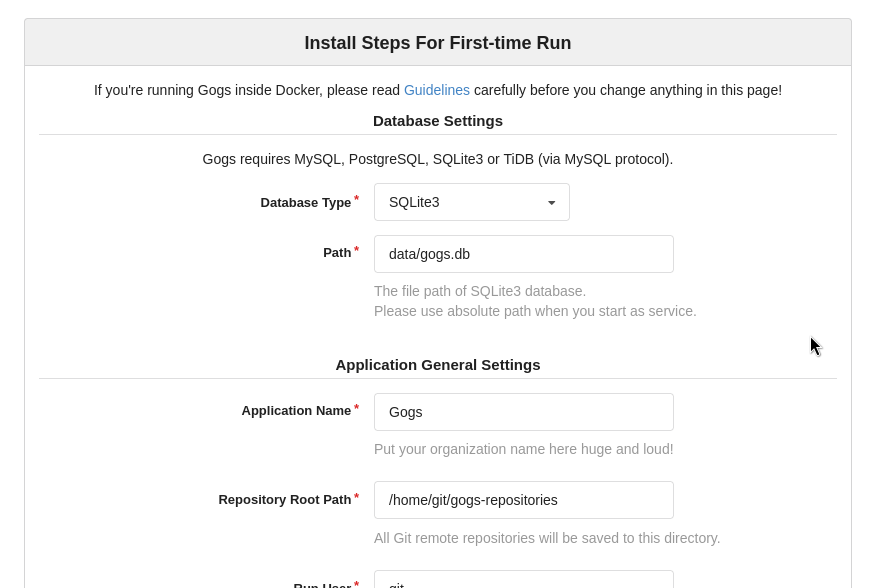 Install Steps For First-time Run
If you're running Gogs inside Docker, please read Guidelines carefully before you change anything in this page!
Database Settings
Gogs requires MySQL, PostgreSQL, SQLite3 or TiDB (via MySQL protocol).
Database Type*
SQLite3
Path*
data/gogs.db
The file path of SQLite3 database.
Please use absolute path when you start as service.
Application General Settings
Application Name*
Gogs
Put your organization name here huge and loud!
Repository Root Path*
/home/git/gogs-repositories
All Git remote repositories will be saved to this directory.
Run User*
git